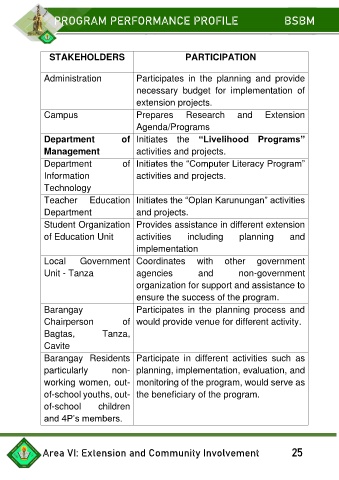 PROGRAM PERFORMANCE PROFILE BSBM
STAKEHOLDERS PARTICIPATION
Administration Participates in the planning and provide
necessary budget for implementation of
extension projects.
Campus Prepares Research and Extension
Agenda/Programs
Department of Initiates the “Livelihood Programs”
Management activities and projects.
Department of Initiates the “Computer Literacy Program”
Information activities and projects.
Technology
Teacher Education Initiates the “Oplan Karunungan” activities
Department and projects.
Student Organization Provides assistance in different extension
of Education Unit activities including planning and
implementation
Local Government Coordinates with other government
Unit - Tanza agencies and non-government
organization for support and assistance to
ensure the success of the program.
Barangay Participates in the planning process and
Chairperson of would provide venue for different activity.
Bagtas, Tanza,
Cavite
Barangay Residents Participate in different activities such as
particularly non- planning, implementation, evaluation, and
working women, out- monitoring of the program, would serve as
of-school youths, out- the beneficiary of the program.
of-school children
and 4P’s members.
Area VI: Extension and Community Involvement 25